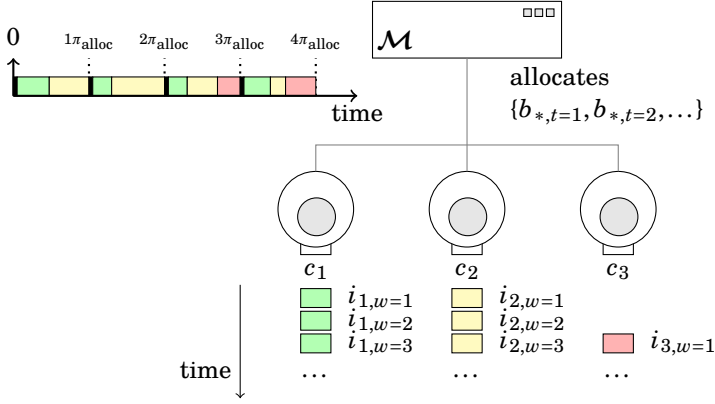 0
1π_alloc 2π_alloc 3π_alloc 4π_alloc
time
ℳ
allocates
{b_{*,t=1}, b_{*,t=2}, …}
c_1 c_2 c_3
i_{1,w=1} i_{2,w=1}
i_{1,w=2} i_{2,w=2}
i_{1,w=3} i_{2,w=3} i_{3,w=1}
time … … …